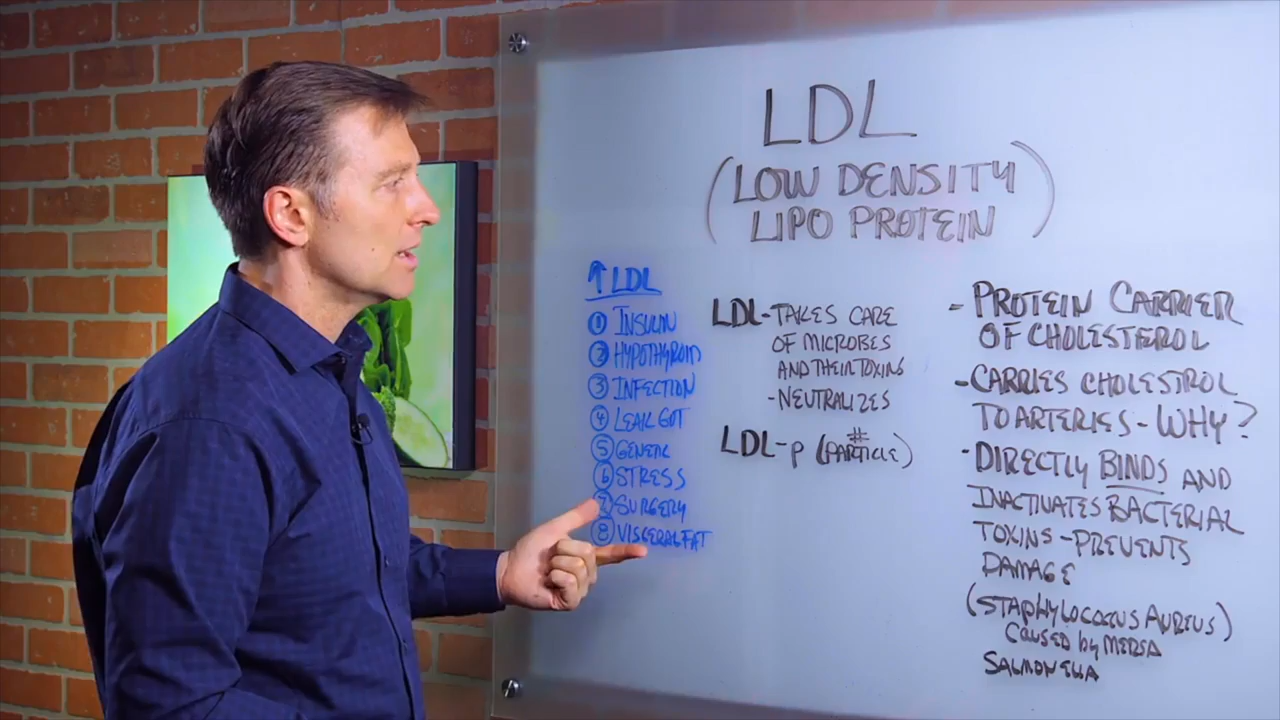 LDL
(LOW DENSITY
LIPO PROTEIN)
↑ LDL
① INSULIN
② HYPOTHYROID
③ INFECTION
④ LEAK GUT
⑤ GENETIC
⑥ STRESS
⑦ SURGERY
⑧ VISCERAL FAT
LDL-TAKES CARE
OF MICROBES
AND THEIR TOXINS
-NEUTRALIZES
LDL-p (PARTICLE #)
- PROTEIN CARRIER
OF CHOLESTEROL
-CARRIES CHOLESTROL
TO ARTERIES-WHY?
-DIRECTLY BINDS AND
INACTIVATES BACTERIAL
TOXINS-PREVENTS
DAMAGE
(STAPHYLOCOCCUS AUREUS)
CAUSED by MERSA
SALMONELLA